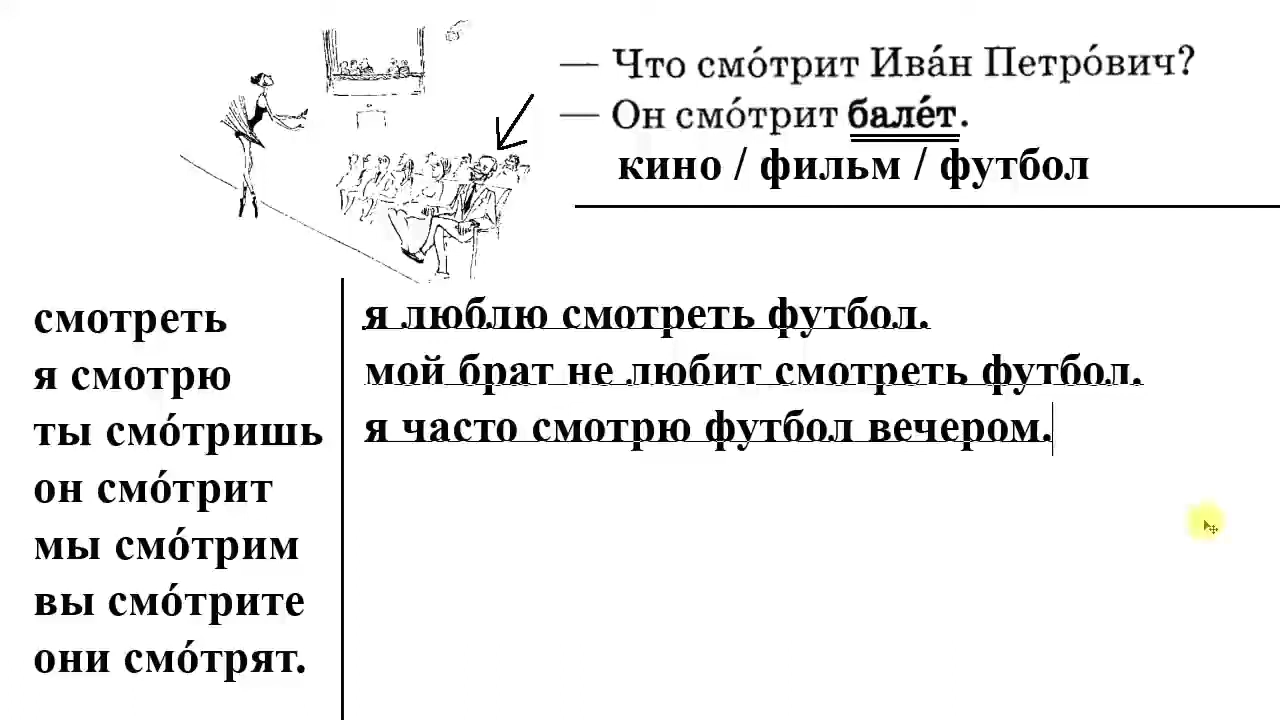 — Что смо́трит Ива́н Петро́вич?
— Он смо́трит бале́т.
кино / фильм / футбол
смотреть
я смотрю
ты смо́тришь
он смо́трит
мы смо́трим
вы смо́трите
они смо́трят.
я люблю смотреть футбол.
мой брат не любит смотреть футбол.
я часто смотрю футбол вечером.